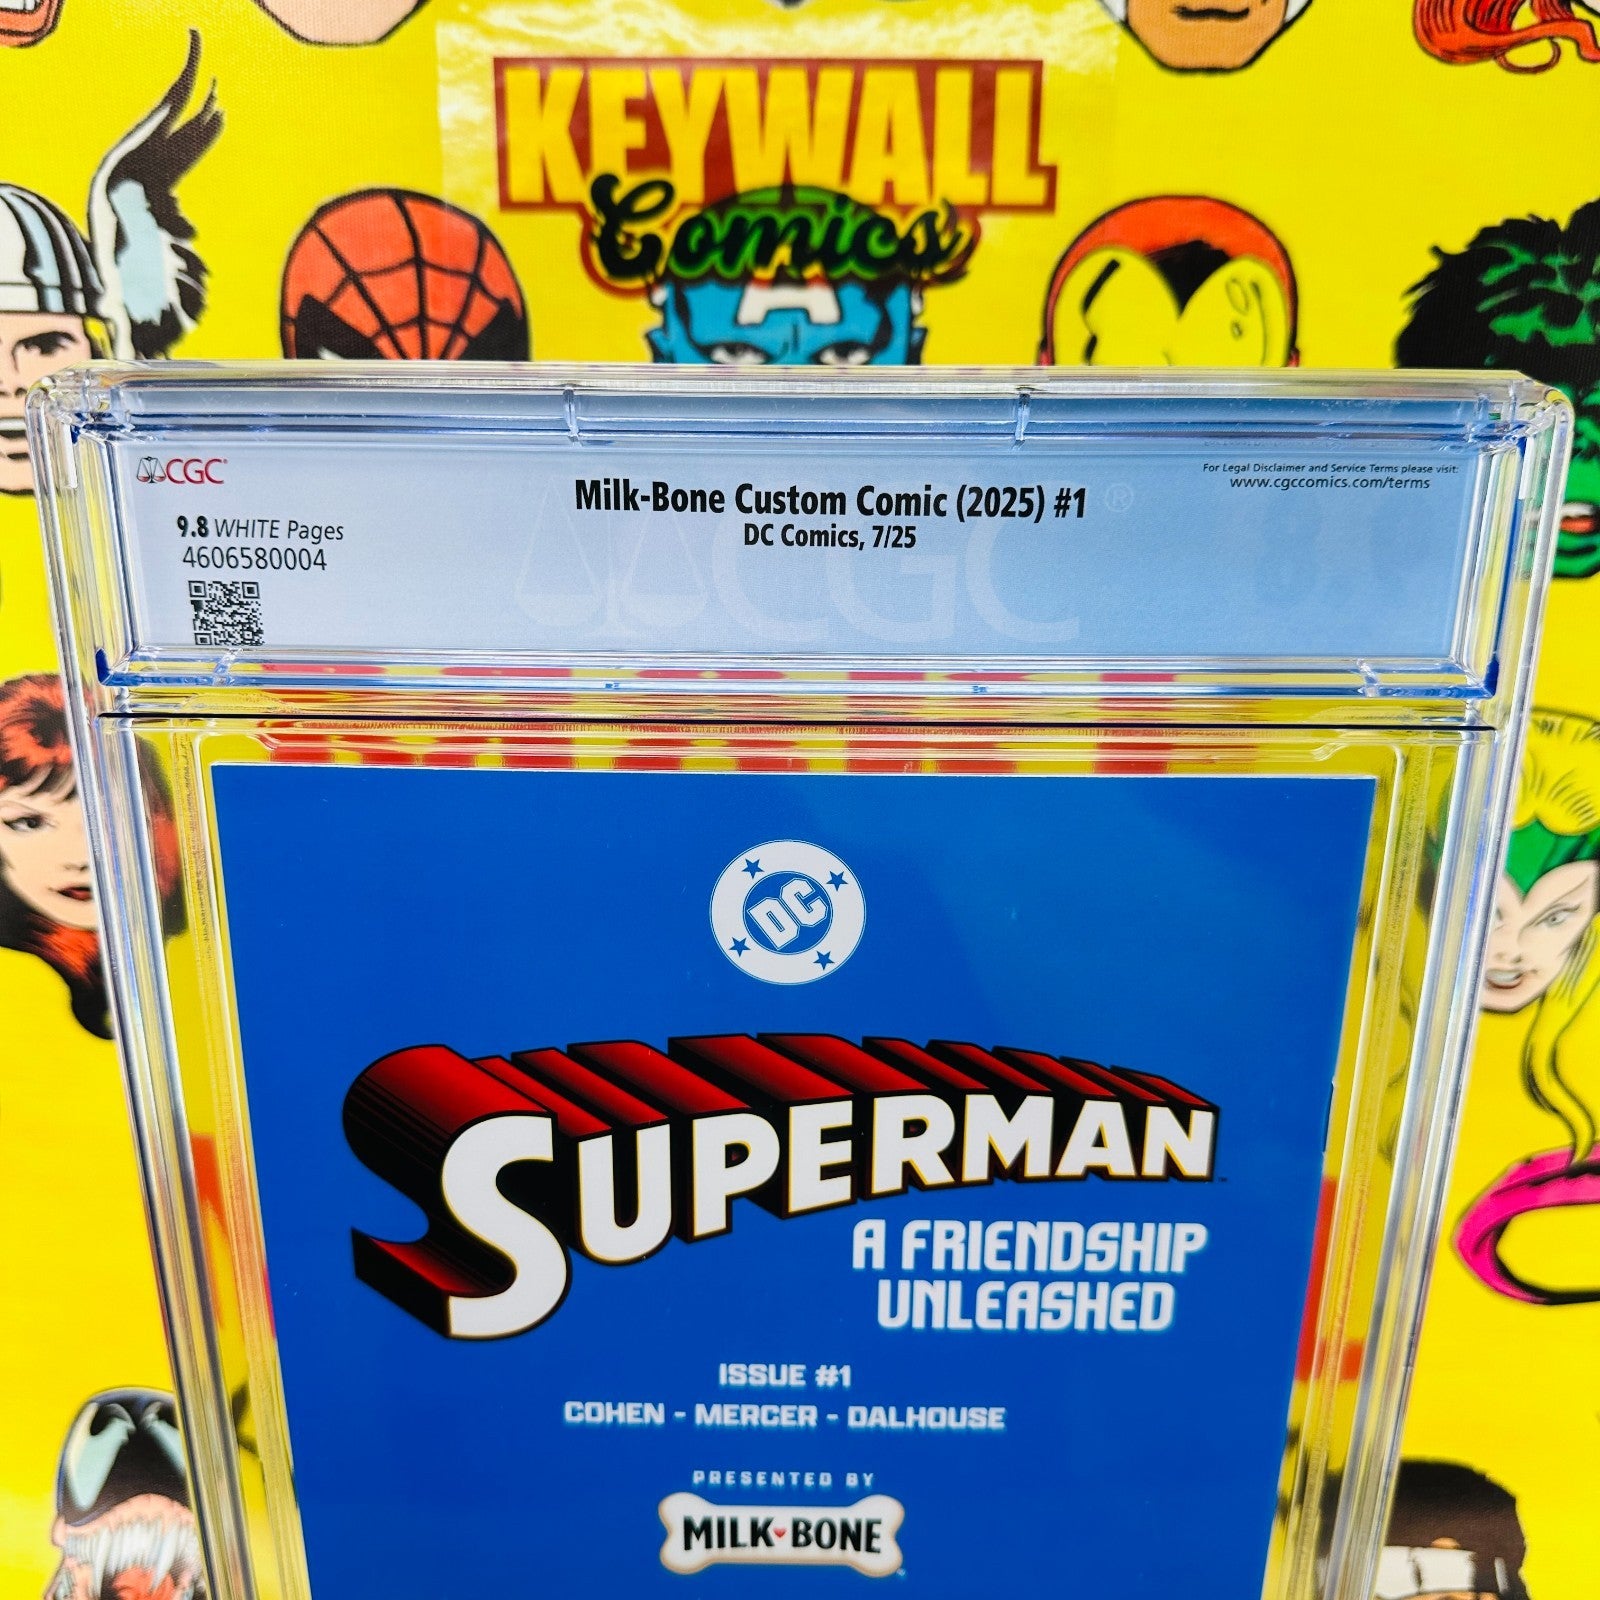 KEYWALL
Comics
CGC
Milk-Bone Custom Comic (2025) #1
DC Comics, 7/25
For Legal Disclaimer and Service Terms please visit:
www.cgccomics.com/terms
9.8 WHITE Pages
4606580004
DC
SUPERMAN
A FRIENDSHIP
UNLEASHED
ISSUE #1
COHEN - MERCER - DALHOUSE
PRESENTED BY
MILK-BONE